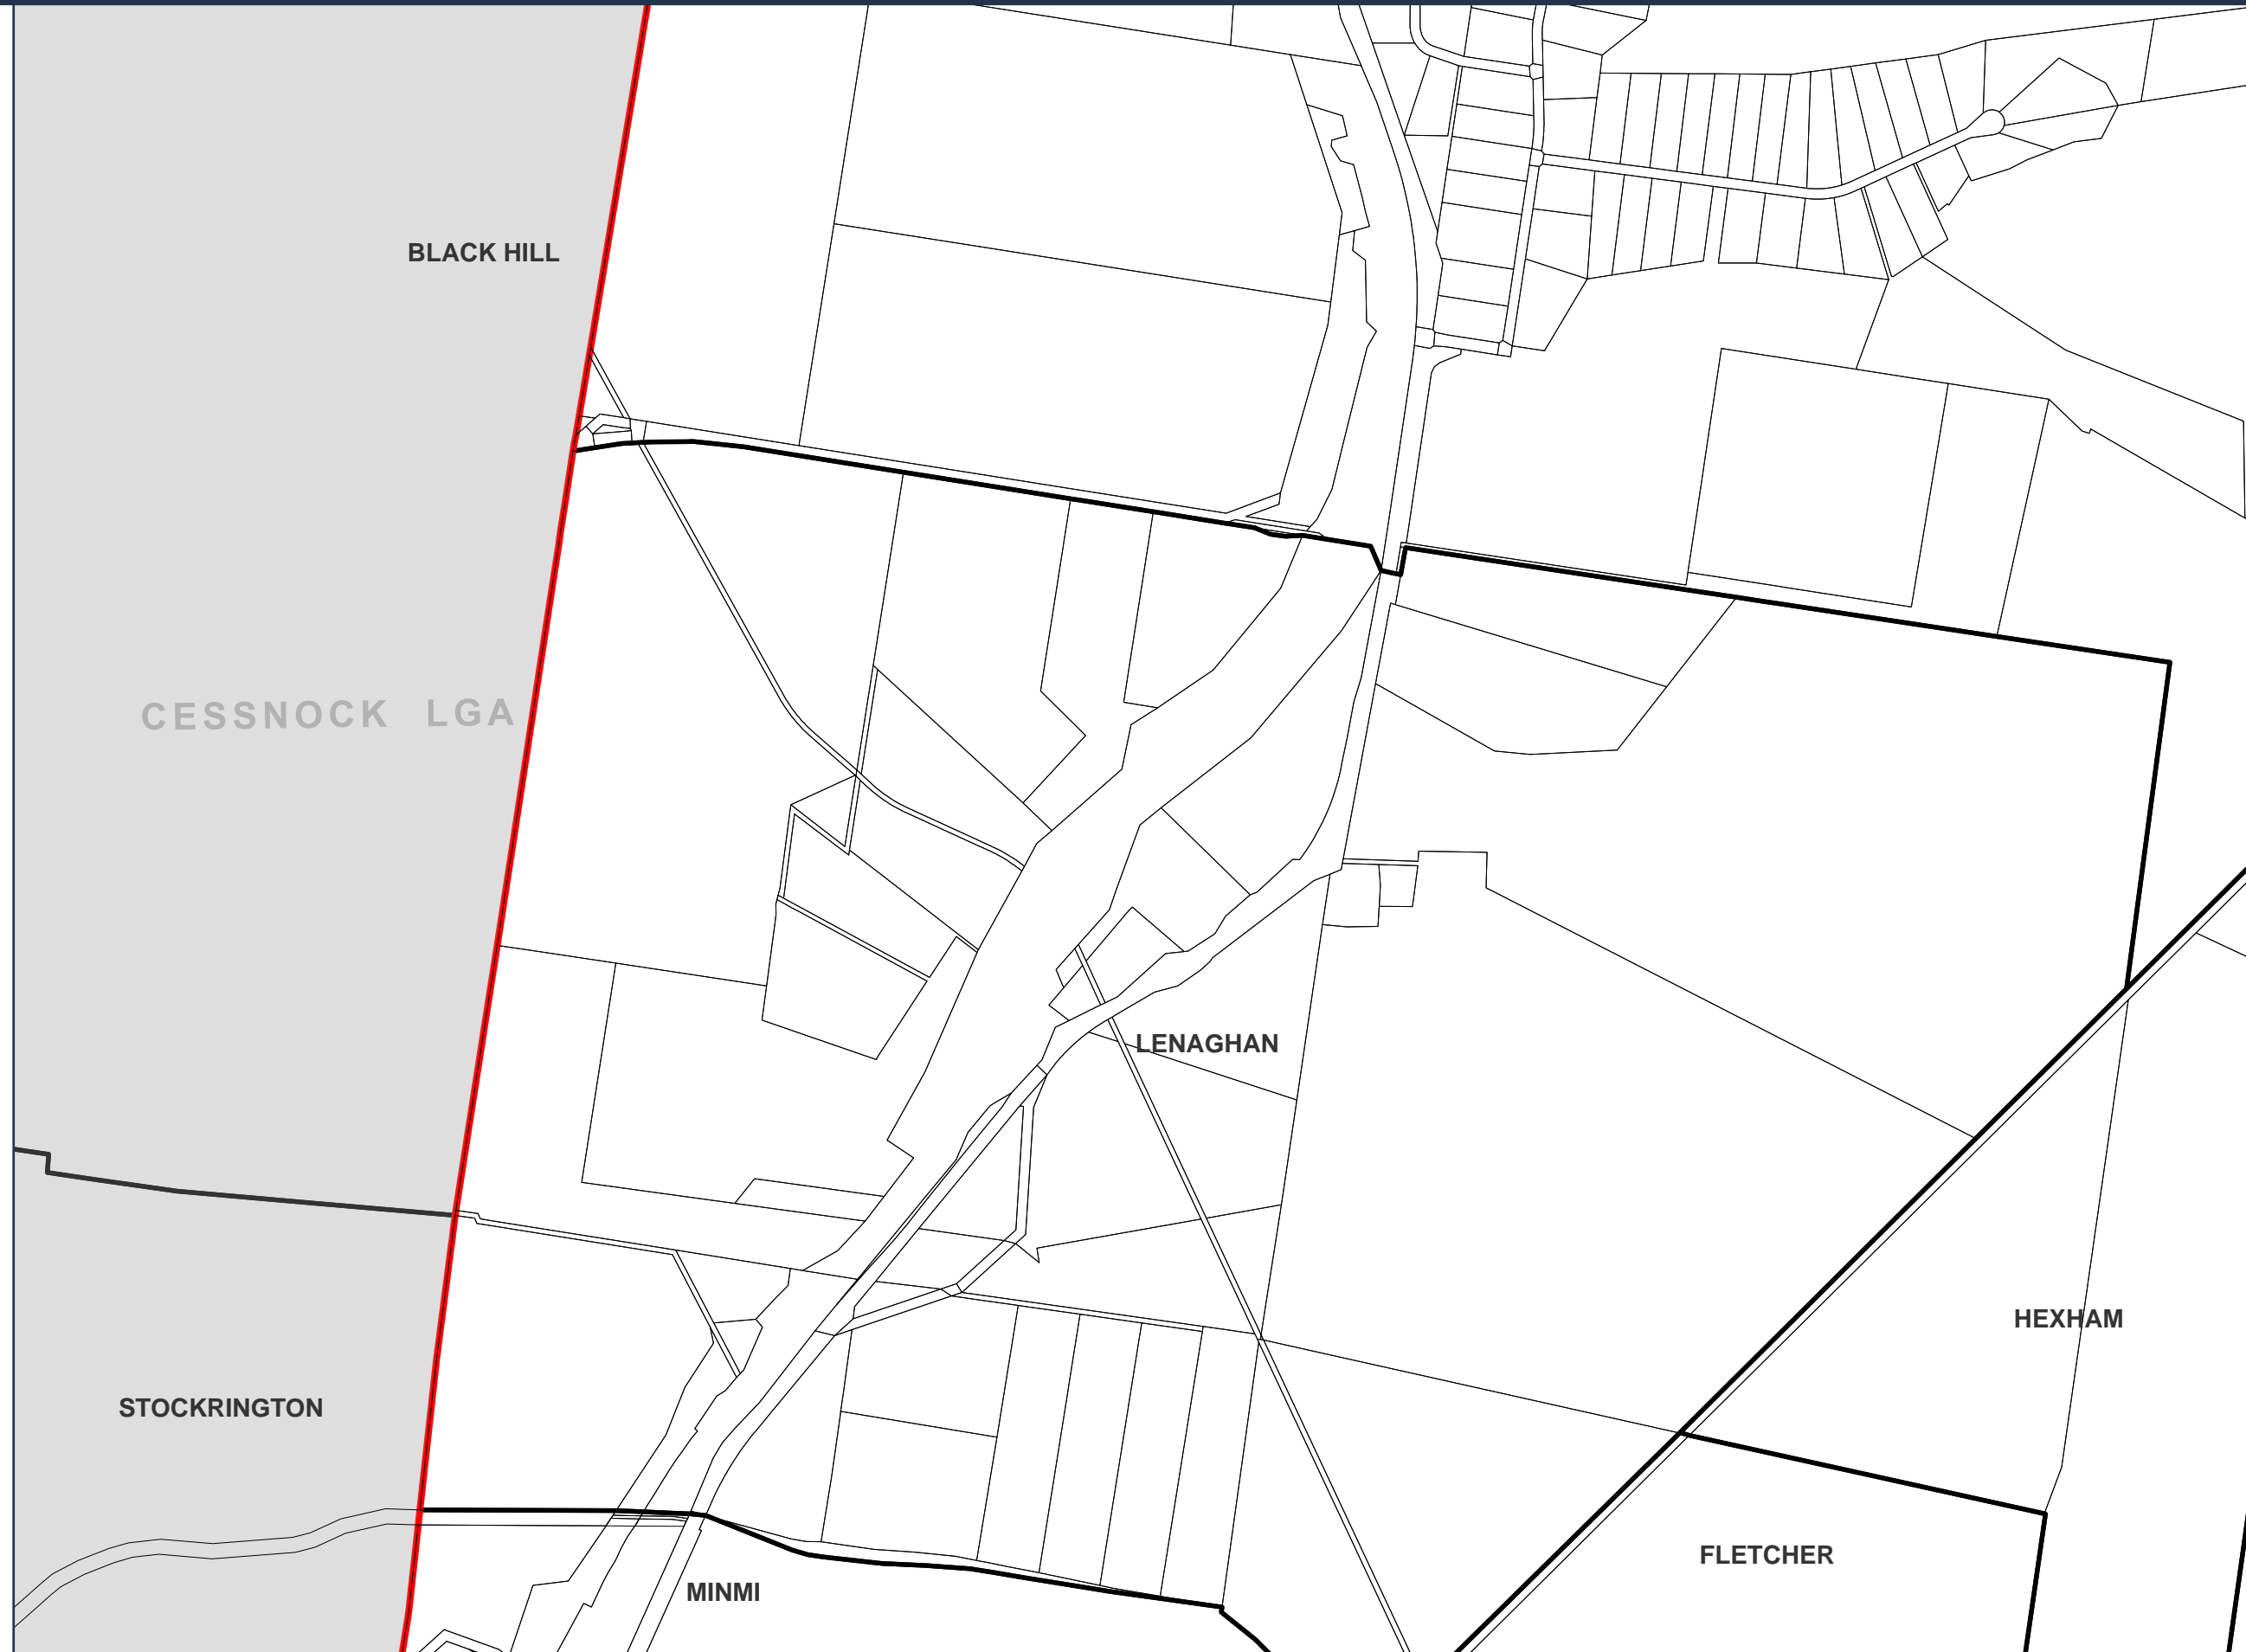 BLACK HILL
CESSNOCK LGA
LENAGHAN
HEXHAM
STOCKRINGTON
FLETCHER
MINMI